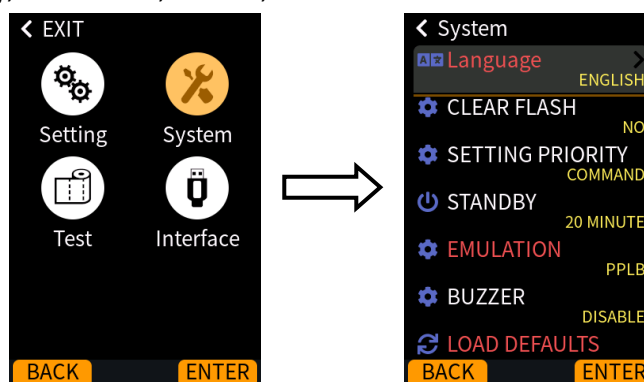 EXIT
Setting System
Test Interface
BACK ENTER
System
A Language
ENGLISH
CLEAR FLASH
NO
SETTING PRIORITY
COMMAND
STANDBY
20 MINUTE
EMULATION
PPLB
BUZZER
DISABLE
LOAD DEFAULTS
BACK ENTER